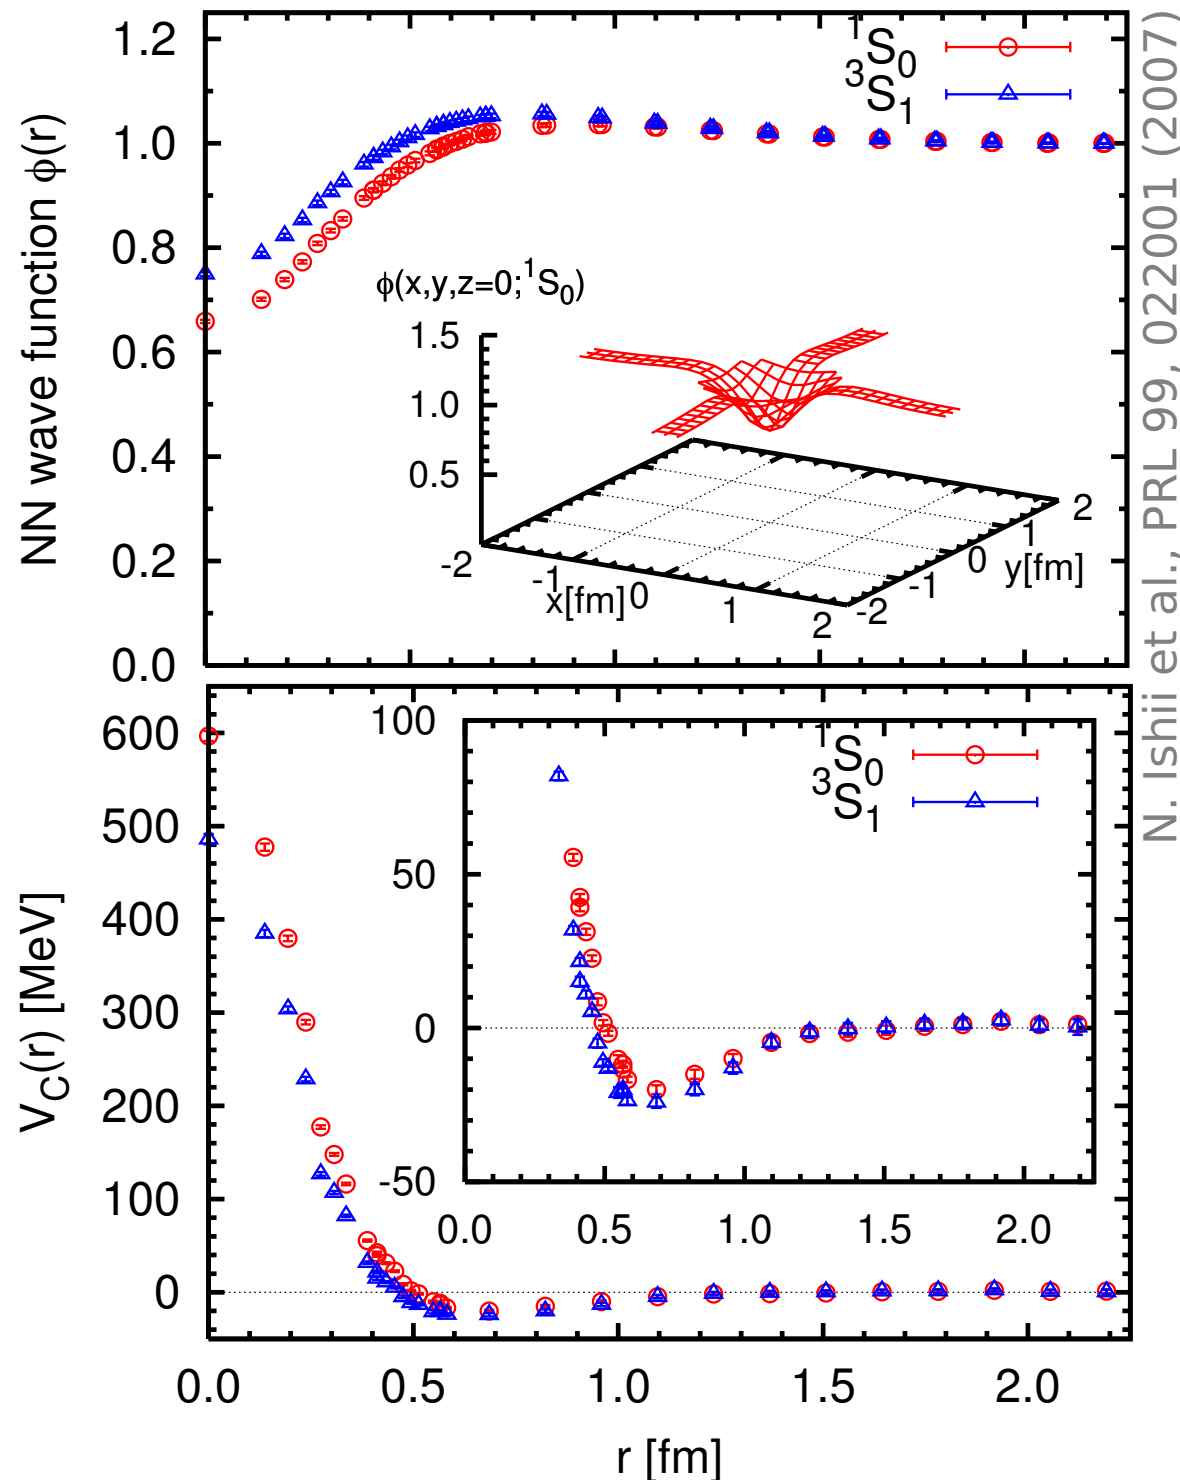 NN wave function ϕ(r)
1.2
1.0
0.8
0.6
0.4
0.2
0.0
¹S₀
³S₁
ϕ(x,y,z=0;¹S₀)
1.5
1.0
0.5
-2
-1
0
1
2
x[fm]
-2
-1
0
1
2
y[fm]
N. Ishii et al., PRL 99, 022001 (2007)
V_C(r) [MeV]
600
500
400
300
200
100
0
100
50
0
-50
¹S₀
³S₁
0.0 0.5 1.0 1.5 2.0
0.0 0.5 1.0 1.5 2.0
r [fm]